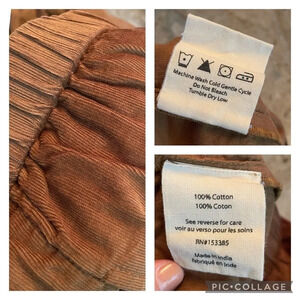 Machine Wash Cold Gentle Cycle
Do Not Bleach
Tumble Dry Low
100% Cotton
100% Coton
See reverse for care
voir au verso pour les soins
RN#153385
Made in India
fabriqué en Inde
PIC•COLLAGE